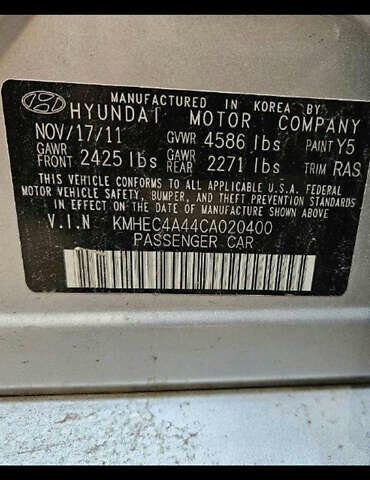 MANUFACTURED IN KOREA BY
HYUNDAI MOTOR COMPANY
NOV/17/11 GVWR 4586 lbs PAINT Y5
GAWR FRONT 2425 lbs GAWR REAR 2271 lbs TRIM RAS
THIS VEHICLE CONFORMS TO ALL APPLICABLE U.S.A. FEDERAL
MOTOR VEHICLE SAFETY, BUMPER, AND THEFT PREVENTION STANDARDS
IN EFFECT ON THE DATE OF MANUFACTURE SHOWN ABOVE.
V.I.N KMHEC4A44CA020400
PASSENGER CAR